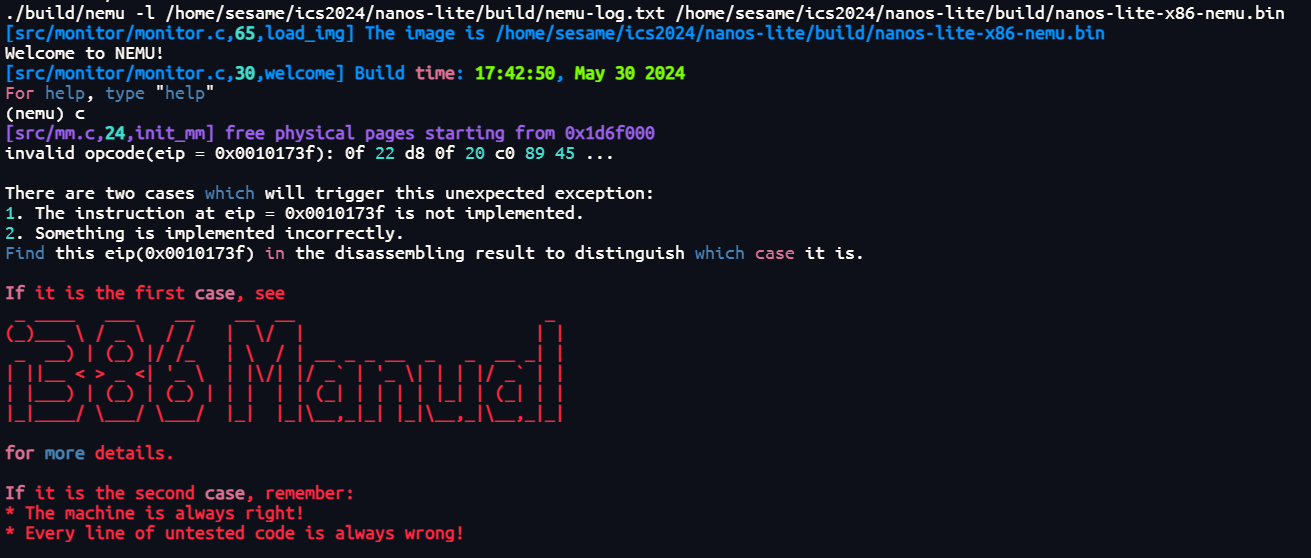 ./build/nemu -l /home/sesame/ics2024/nanos-lite/build/nemu-log.txt /home/sesame/ics2024/nanos-lite/build/nanos-lite-x86-nemu.bin
[src/monitor/monitor.c,65,load_img] The image is /home/sesame/ics2024/nanos-lite/build/nanos-lite-x86-nemu.bin
Welcome to NEMU!
[src/monitor/monitor.c,30,welcome] Build time: 17:42:50, May 30 2024
For help, type "help"
(nemu) c
[src/mm.c,24,init_mm] free physical pages starting from 0x1d6f000
invalid opcode(eip = 0x0010173f): 0f 22 d8 0f 20 c0 89 45 ...
There are two cases which will trigger this unexpected exception:
1. The instruction at eip = 0x0010173f is not implemented.
2. Something is implemented incorrectly.
Find this eip(0x0010173f) in the disassembling result to distinguish which case it is.
If it is the first case, see
i386 Manual
for more details.
If it is the second case, remember:
* The machine is always right!
* Every line of untested code is always wrong!